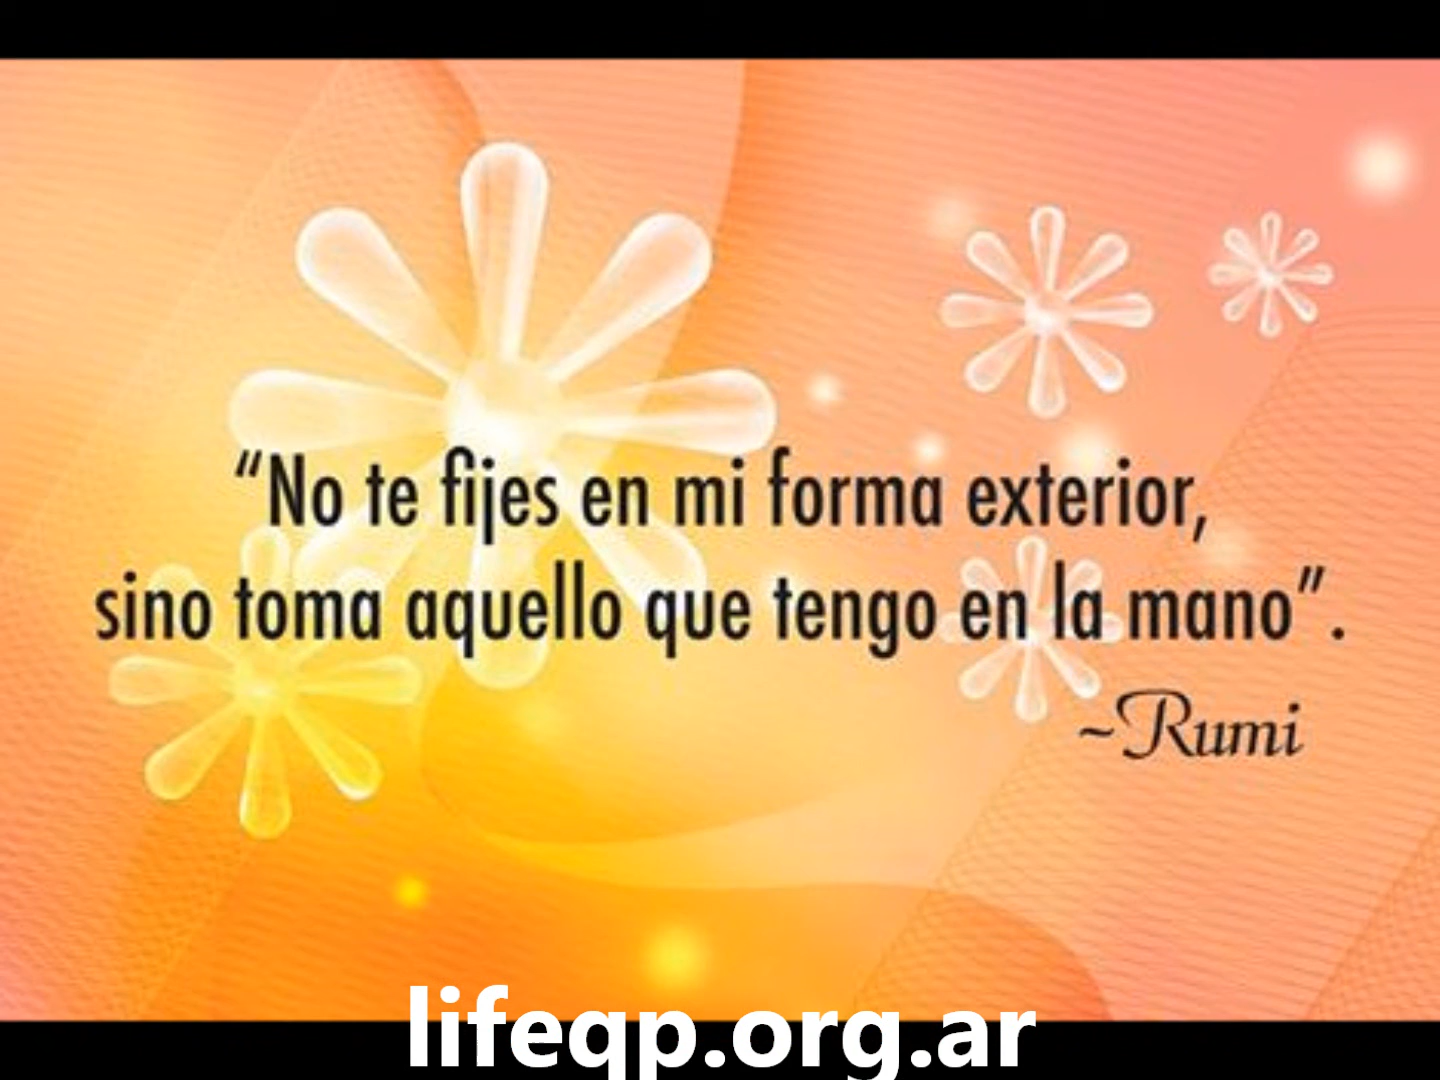 “No te fijes en mi forma exterior,
sino toma aquello que tengo en la mano”.
~Rumi
lifeqp.org.ar